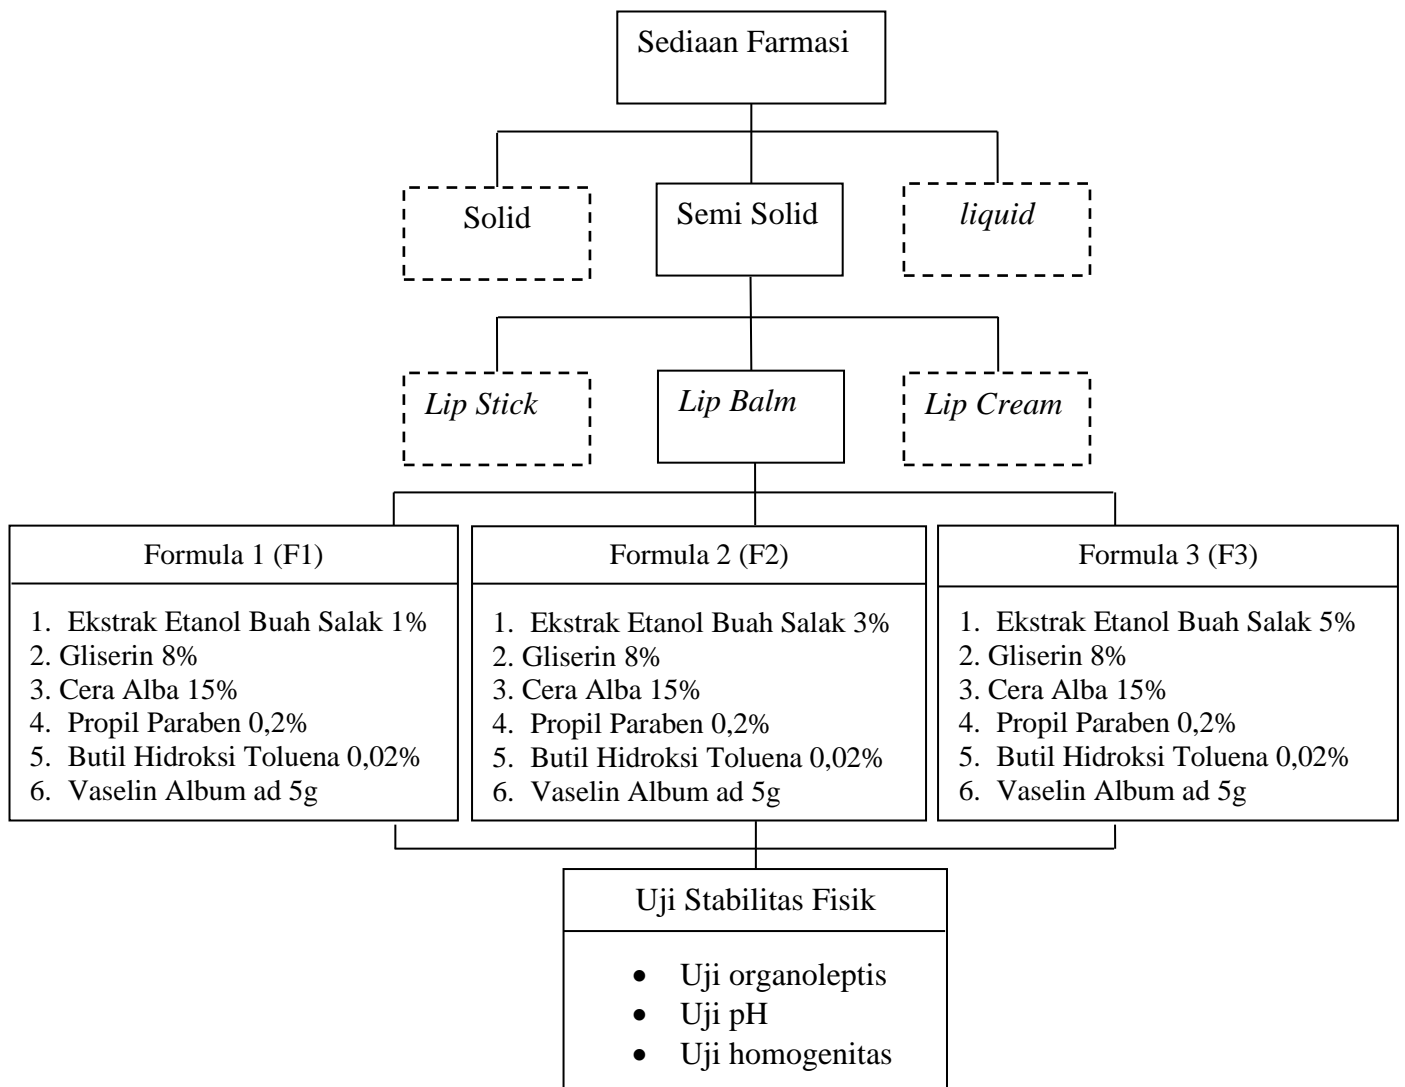 Sediaan Farmasi
Solid
Semi Solid
liquid
Lip Stick
Lip Balm
Lip Cream
Formula 1 (F1)
1. Ekstrak Etanol Buah Salak 1%
2. Gliserin 8%
3. Cera Alba 15%
4. Propil Paraben 0,2%
5. Butil Hidroksi Toluena 0,02%
6. Vaselin Album ad 5g
Formula 2 (F2)
1. Ekstrak Etanol Buah Salak 3%
2. Gliserin 8%
3. Cera Alba 15%
4. Propil Paraben 0,2%
5. Butil Hidroksi Toluena 0,02%
6. Vaselin Album ad 5g
Formula 3 (F3)
1. Ekstrak Etanol Buah Salak 5%
2. Gliserin 8%
3. Cera Alba 15%
4. Propil Paraben 0,2%
5. Butil Hidroksi Toluena 0,02%
6. Vaselin Album ad 5g
Uji Stabilitas Fisik
• Uji organoleptis
• Uji pH
• Uji homogenitas